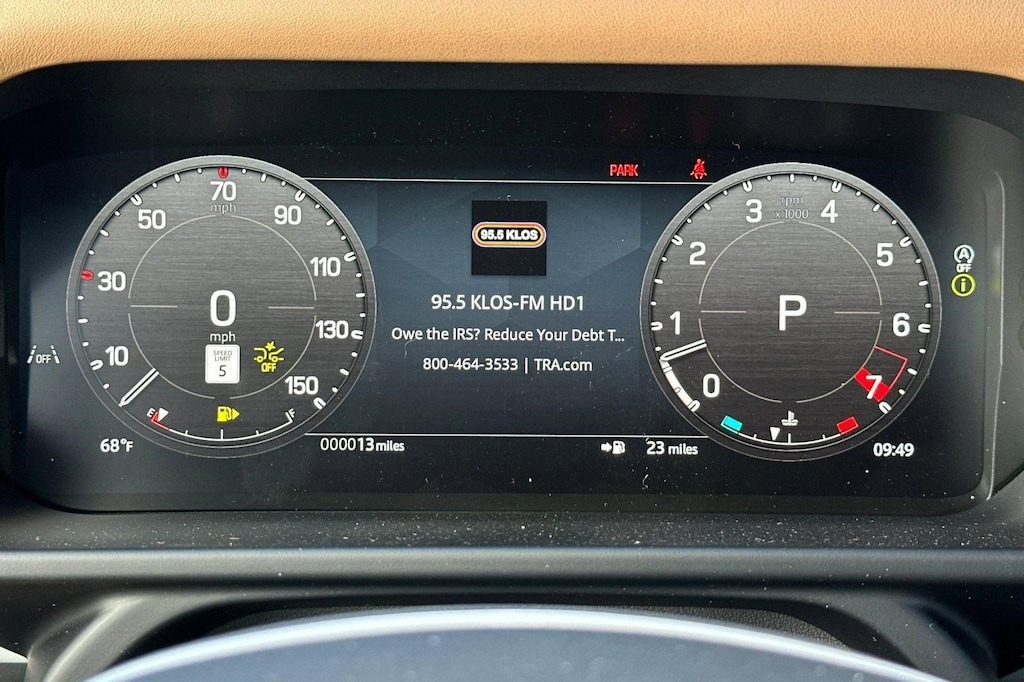 PARK
70
mph
50
90
30
110
0
mph
10
130
SPEED
LIMIT
5
OFF
OFF
150
E
F
68°F
000013 miles
95.5 KLOS
95.5 KLOS-FM HD1
Owe the IRS? Reduce Your Debt T...
800-464-3533 | TRA.com
23 miles
rpm
x1000
3
4
2
5
1
P
6
0
7
09:49
A
OFF
i